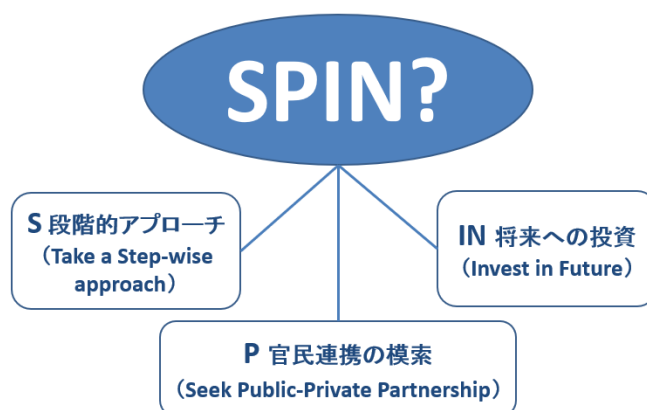 SPIN?
S 段階的アプローチ
（Take a Step-wise
approach）
IN 将来への投資
（Invest in Future）
P 官民連携の模索
（Seek Public-Private Partnership）